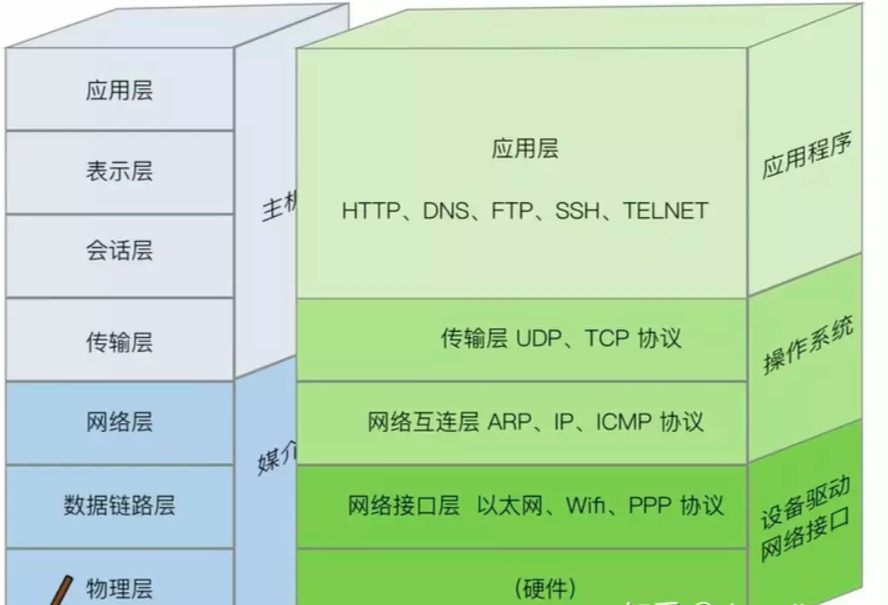 应用层
表示层
会话层
传输层
网络层
数据链路层
物理层
主机
媒介
应用层
HTTP、DNS、FTP、SSH、TELNET
传输层 UDP、TCP 协议
网络互连层 ARP、IP、ICMP 协议
网络接口层 以太网、Wifi、PPP 协议
(硬件)
应用程序
操作系统
设备驱动
网络接口